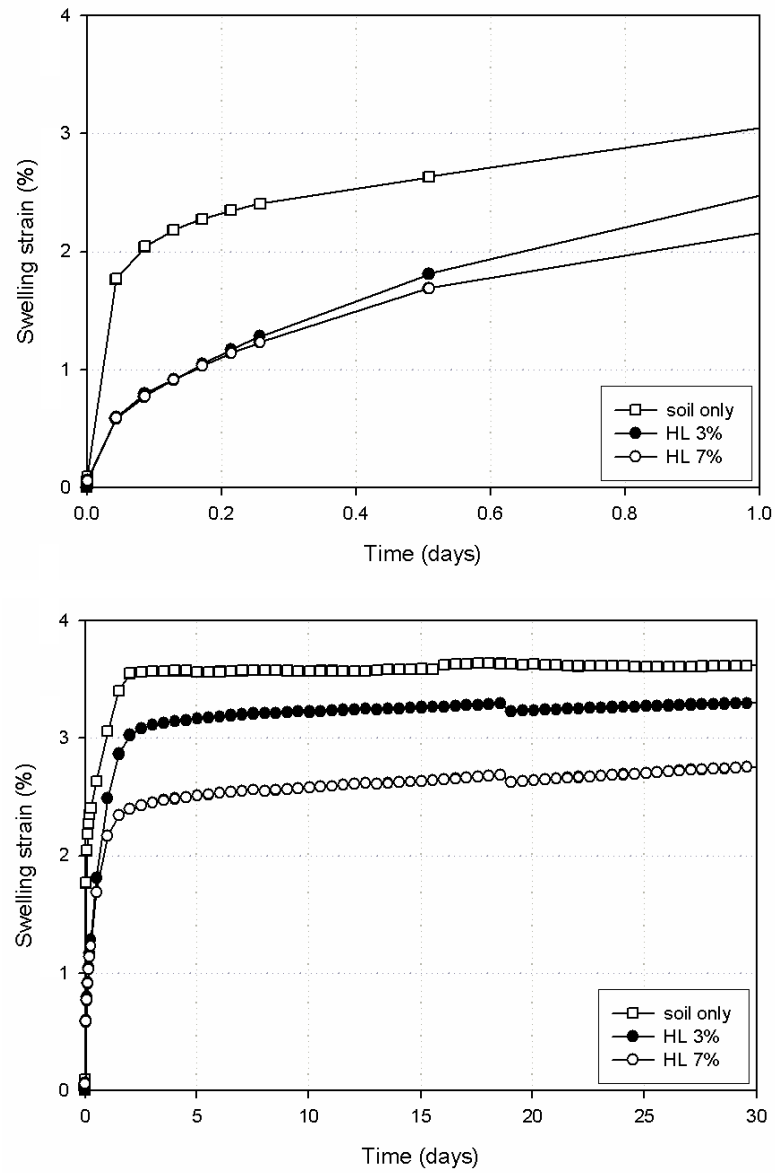 4
3
2
1
0
Swelling strain (%)
soil only
HL 3%
HL 7%
0.0 0.2 0.4 0.6 0.8 1.0
Time (days)
4
3
2
1
0
Swelling strain (%)
soil only
HL 3%
HL 7%
0 5 10 15 20 25 30
Time (days)